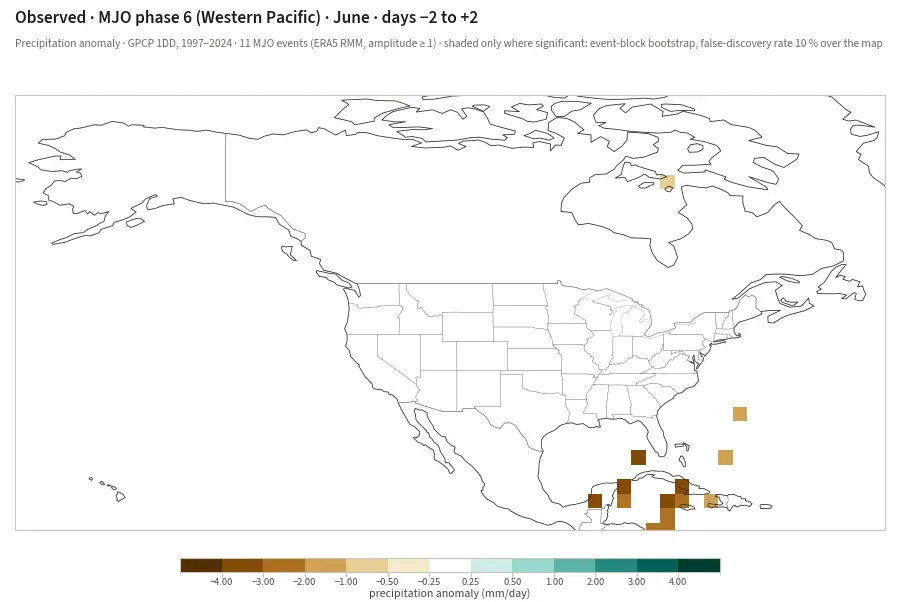 Observed · MJO phase 6 (Western Pacific) · June · days −2 to +2
Precipitation anomaly · GPCP 1DD, 1997–2024 · 11 MJO events (ERA5 RMM, amplitude ≥ 1) · shaded only where significant: event-block bootstrap, false-discovery rate 10 % over the map
−4.00 −3.00 −2.00 −1.00 −0.50 −0.25 0.25 0.50 1.00 2.00 3.00 4.00
precipitation anomaly (mm/day)